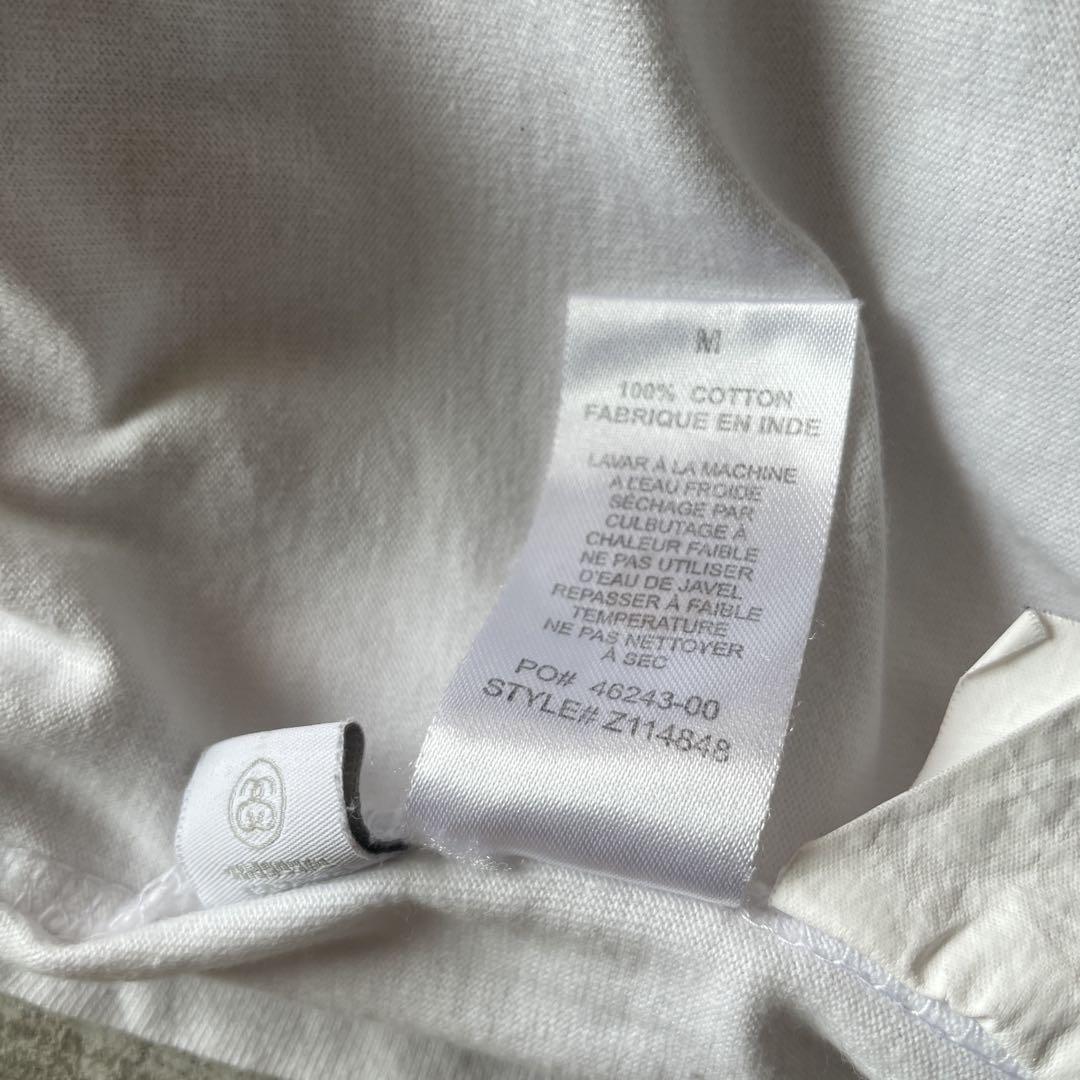 M
100% COTTON
FABRIQUE EN INDE
LAVAR À LA MACHINE
A L'EAU FROIDE
SÉCHAGE PAR
CULBUTAGE À
CHALEUR FAIBLE
NE PAS UTILISER
D'EAU DE JAVEL
REPASSER À FAIBLE
TEMPERATURE
NE PAS NETTOYER
À SEC
PO# 46243-00
STYLE# Z114848